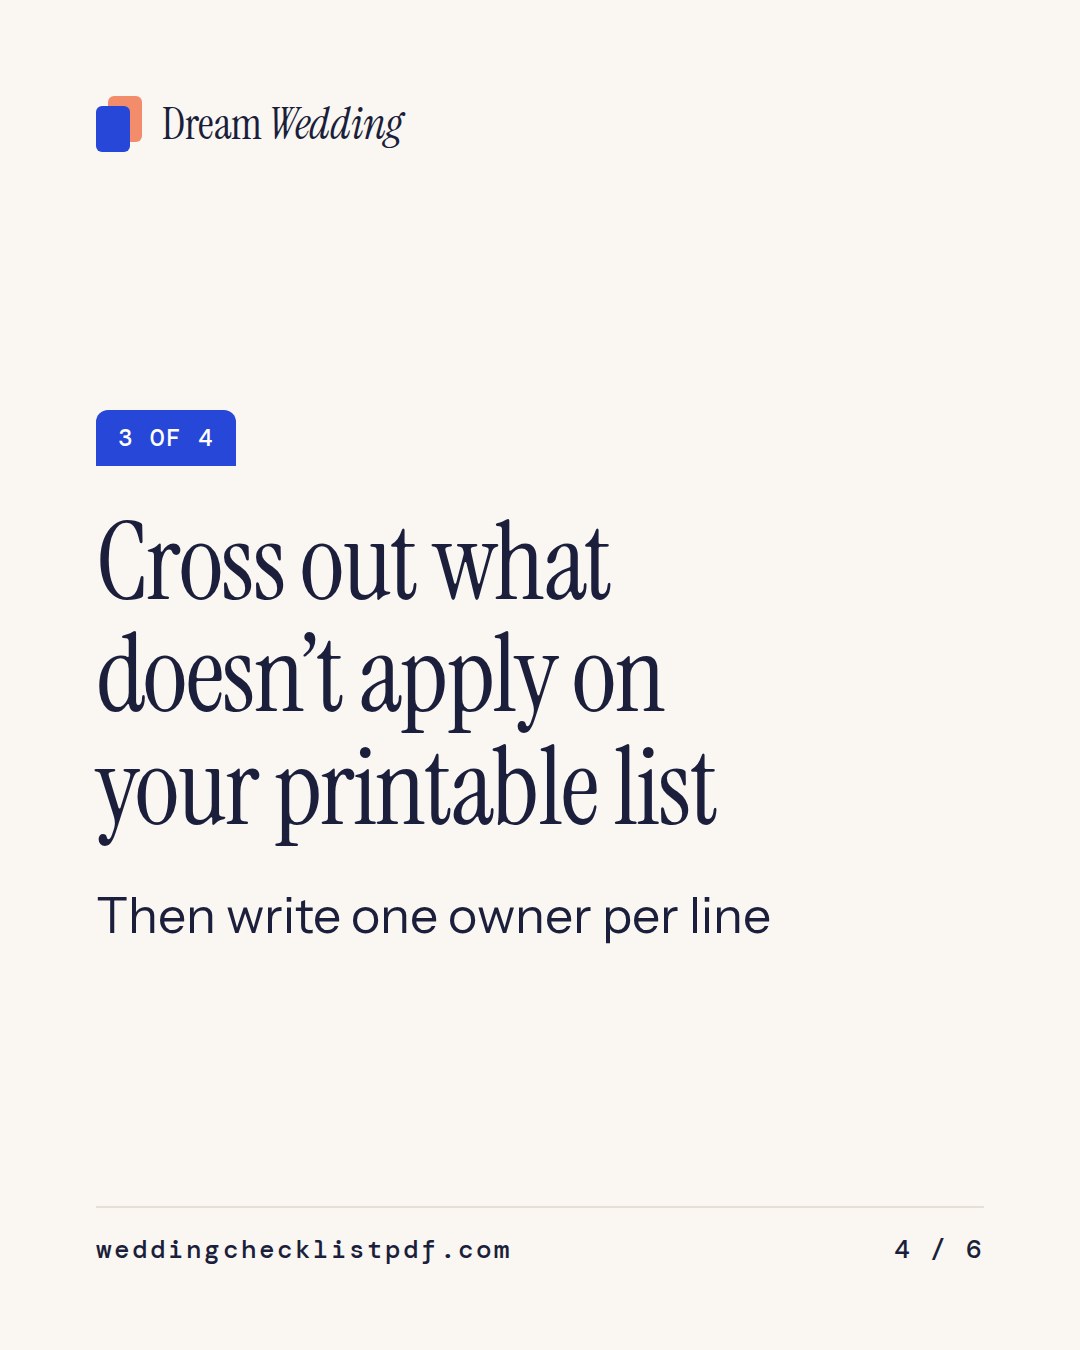 Dream Wedding
3 OF 4
Cross out what
doesn’t apply on
your printable list
Then write one owner per line
weddingchecklistpdf.com
4 / 6